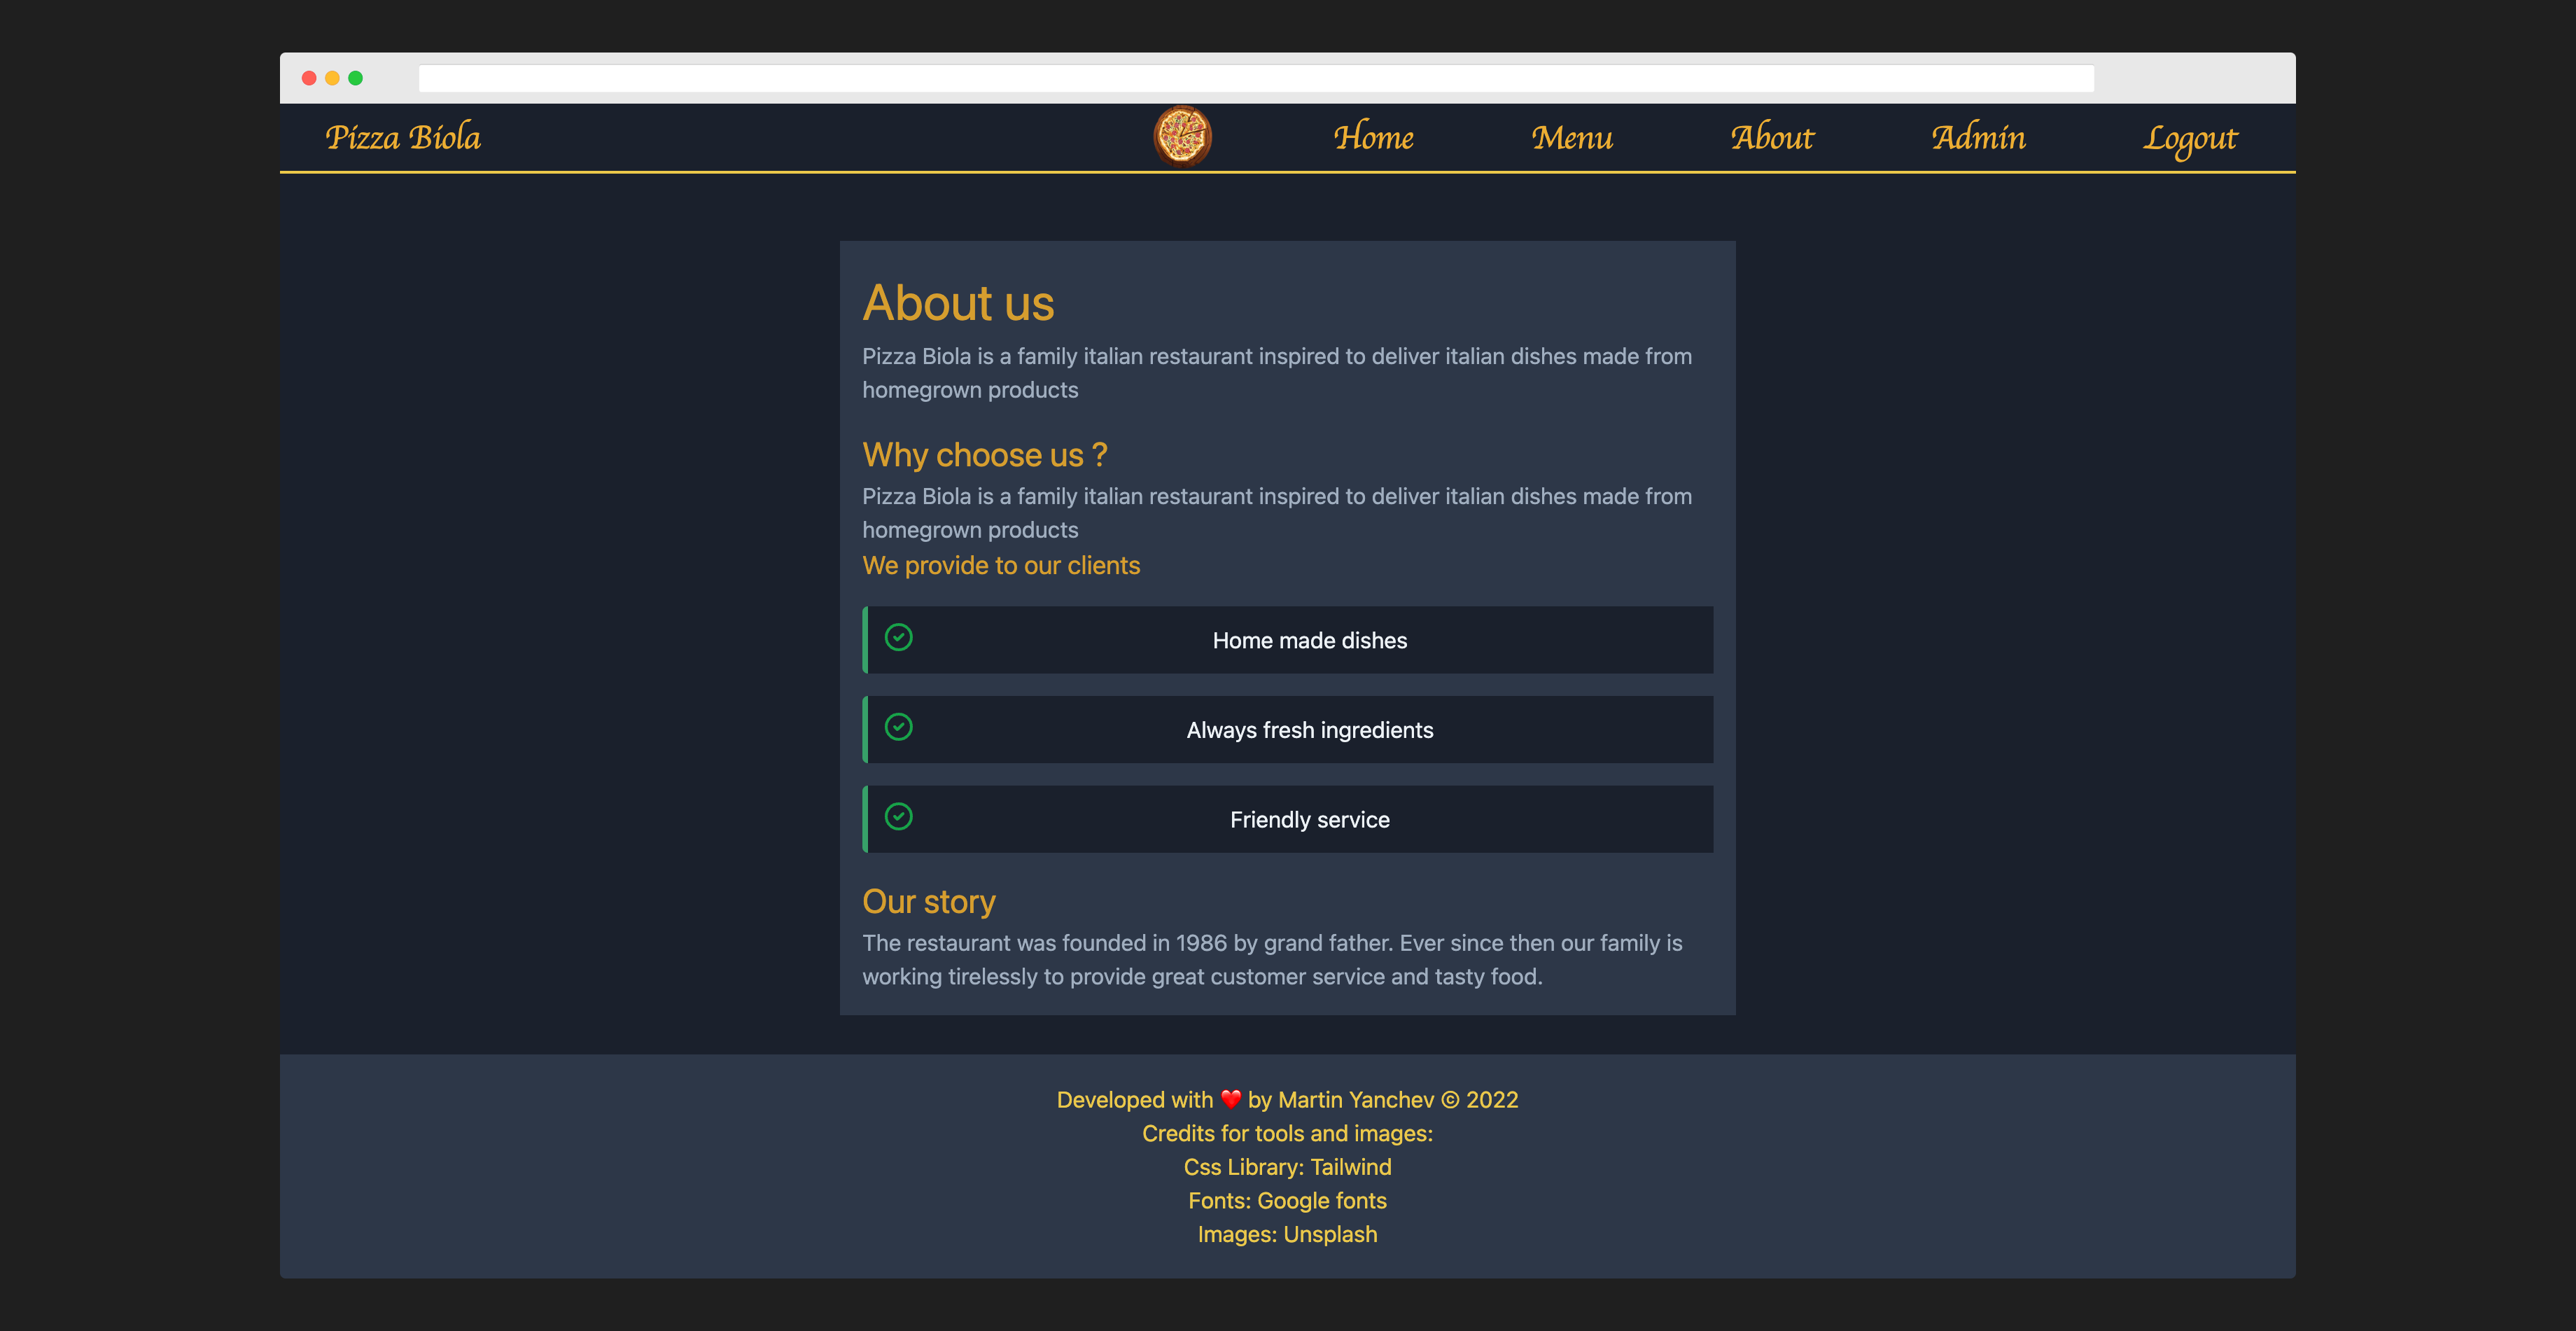 Pizza Biola
Home
Menu
About
Admin
Logout
About us
Pizza Biola is a family italian restaurant inspired to deliver italian dishes made from
homegrown products
Why choose us ?
Pizza Biola is a family italian restaurant inspired to deliver italian dishes made from
homegrown products
We provide to our clients
Home made dishes
Always fresh ingredients
Friendly service
Our story
The restaurant was founded in 1986 by grand father. Ever since then our family is
working tirelessly to provide great customer service and tasty food.
Developed with ❤️ by Martin Yanchev © 2022
Credits for tools and images:
Css Library: Tailwind
Fonts: Google fonts
Images: Unsplash